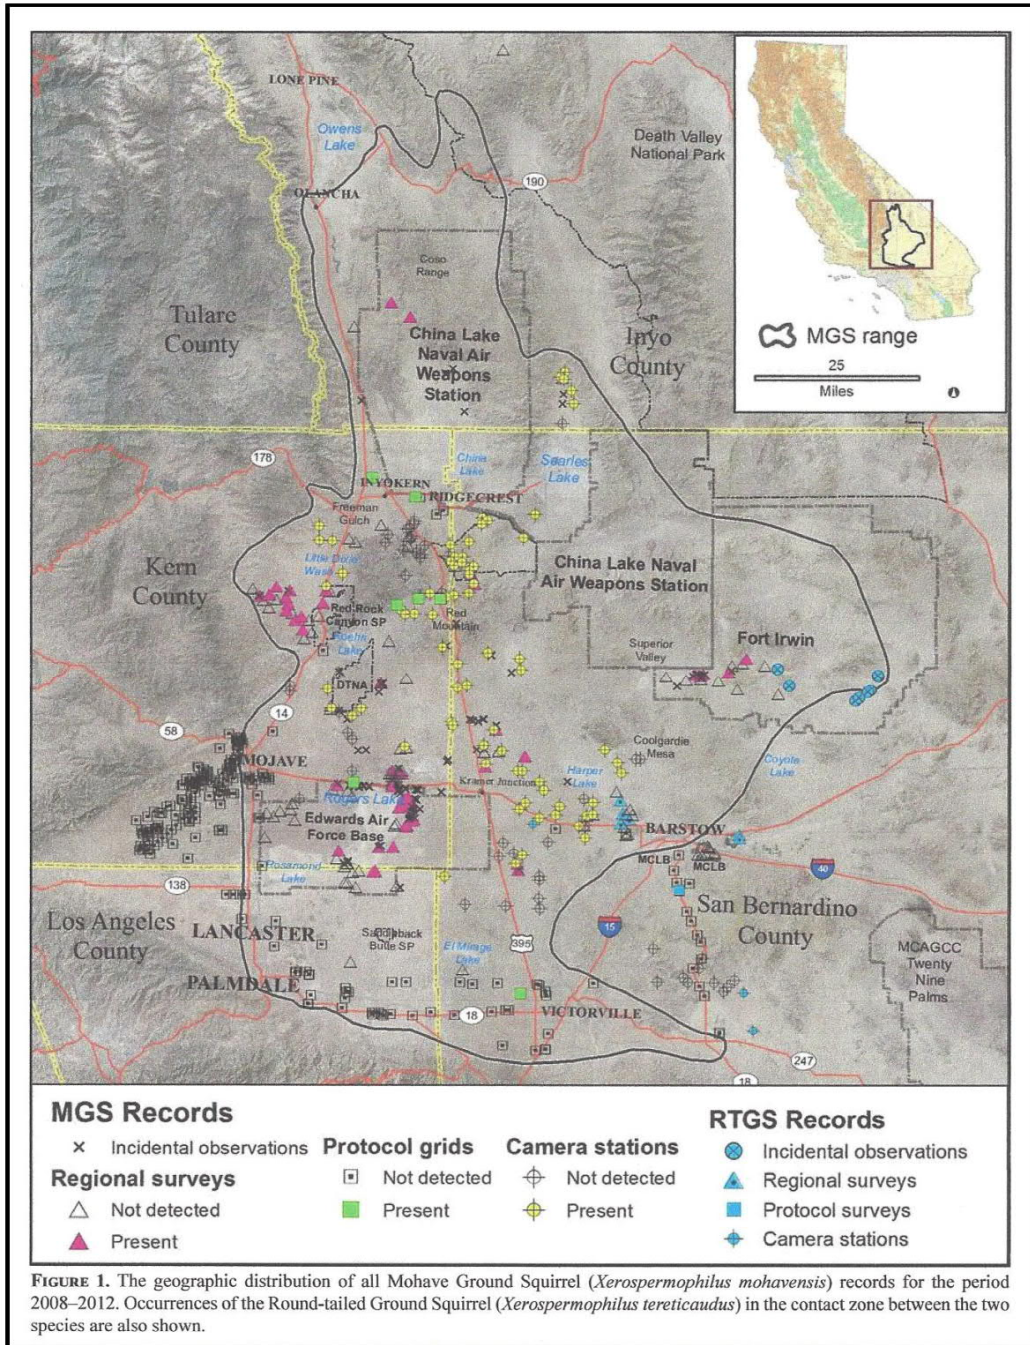 LONE PINE
Owens
Lake
Death Valley
National Park
190
OLANCHA
Coso
Range
Tulare
County
China Lake
Naval Air
Weapons
Station
Inyo
County
MGS range
25
Miles
178
China
Lake
Searles
Lake
INYOKERN
RIDGECREST
Freeman
Gulch
Kern
County
Little Dixie
Wash
China Lake Naval
Air Weapons Station
Red Rock
Canyon SP
Koehn
Lake
Red
Mountain
Fort Irwin
Superior
Valley
DTNA
14
58
MOJAVE
Coolgardie
Mesa
Coyote
Lake
Harper
Lake
Kramer Junction
Rogers Lake
Edwards Air
Force Base
BARSTOW
MCLB
MCLB
40
Rosamond
Lake
138
Los Angeles
County
LANCASTER
Saddleback
Butte SP
San Bernardino
County
15
395
El Mirage
Lake
MCAGCC
Twenty
Nine
Palms
PALMDALE
18
VICTORVILLE
247
18
MGS Records
Incidental observations
Regional surveys
Not detected
Present
Protocol grids
Not detected
Present
Camera stations
Not detected
Present
RTGS Records
Incidental observations
Regional surveys
Protocol surveys
Camera stations
FIGURE 1. The geographic distribution of all Mohave Ground Squirrel (Xerospermophilus mohavensis) records for the period
2008–2012. Occurrences of the Round-tailed Ground Squirrel (Xerospermophilus tereticaudus) in the contact zone between the two
species are also shown.